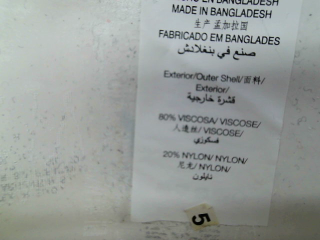 MADE IN BANGLADESH
生产 孟加拉国
FABRICADO EM BANGLADES
صنع في بنغلادش
Exterior/Outer Shell/面料/
Exterior/
قشرة خارجية
80% VISCOSA/ VISCOSE/
人造丝/ VISCOSE/
فسكوزي
20% NYLON/ NYLON/
尼龙/ NYLON/
نايلون
5